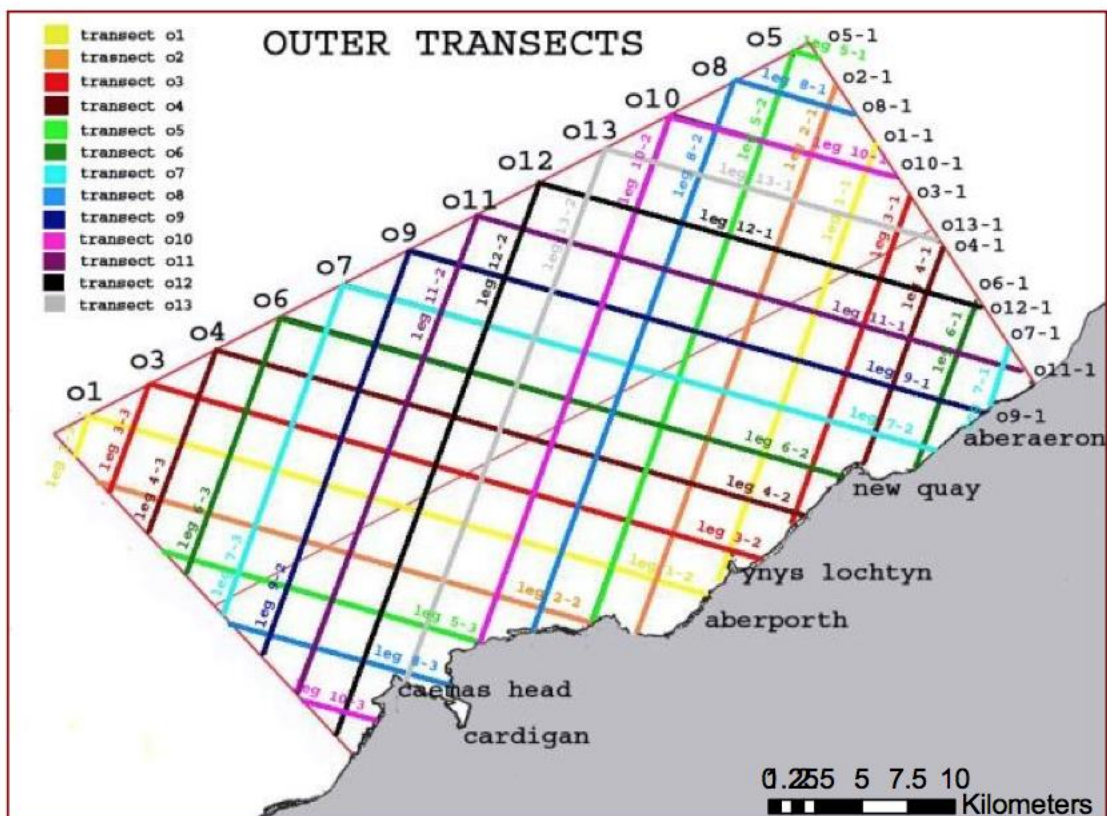 OUTER TRANSECTS
transect o1
trasnect o2
transect o3
transect o4
transect o5
transect o6
transect o7
transect o8
transect o9
transect o10
transect o11
transect o12
transect o13
o5
o8
o10
o13
o12
o11
o9
o7
o6
o4
o3
o1
o5-1
o2-1
o8-1
o1-1
o10-1
o3-1
o13-1
o4-1
o6-1
o12-1
o7-1
o11-1
o9-1
leg 5-1
leg 8-1
leg 5-2
leg 2-1
leg 10-1
leg 10-2
leg 8-2
leg 13-1
leg 1-1
leg 3-1
leg 12-1
leg 13-2
leg 12-2
leg 11-2
leg 4-1
leg 11-1
leg 6-1
leg 9-1
leg 7-2
leg 6-2
leg 4-2
leg 3-2
leg 1-2
leg 2-2
leg 3-3
leg 4-3
leg 6-3
leg 7-3
leg 9-2
leg 5-3
leg 8-3
leg 10-3
aberaeron
new quay
ynys lochtyn
aberporth
caemas head
cardigan
5
7.5
10
Kilometers